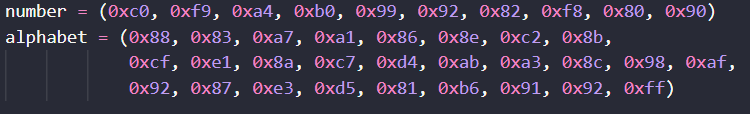 number = (0xc0, 0xf9, 0xa4, 0xb0, 0x99, 0x92, 0x82, 0xf8, 0x80, 0x90)
alphabet = (0x88, 0x83, 0xa7, 0xa1, 0x86, 0x8e, 0xc2, 0x8b,
0xcf, 0xe1, 0x8a, 0xc7, 0xd4, 0xab, 0xa3, 0x8c, 0x98, 0xaf,
0x92, 0x87, 0xe3, 0xd5, 0x81, 0xb6, 0x91, 0x92, 0xff)